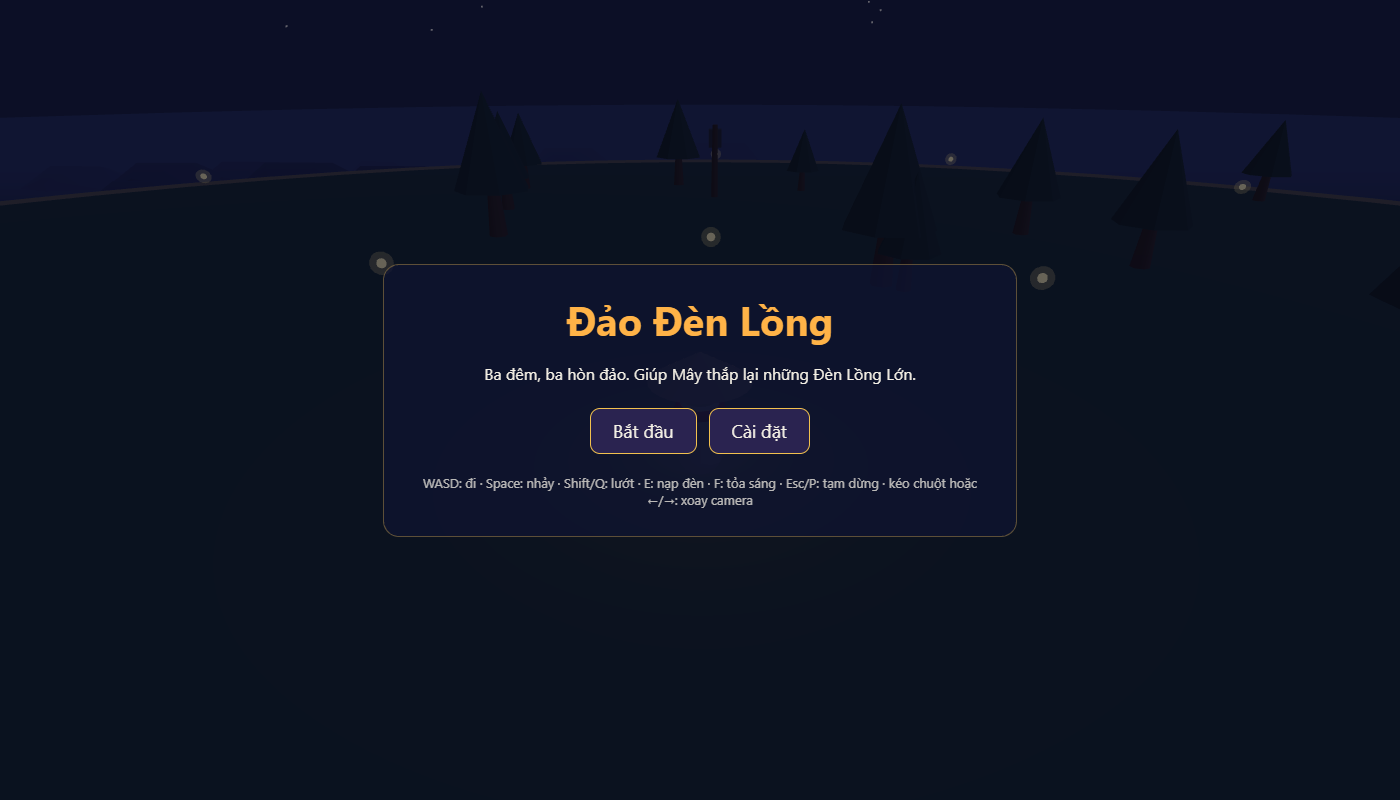 Đảo Đèn Lồng
Ba đêm, ba hòn đảo. Giúp Mây thắp lại những Đèn Lồng Lớn.
Bắt đầu
Cài đặt
WASD: đi · Space: nhảy · Shift/Q: lướt · E: nạp đèn · F: tỏa sáng · Esc/P: tạm dừng · kéo chuột hoặc
←/→: xoay camera